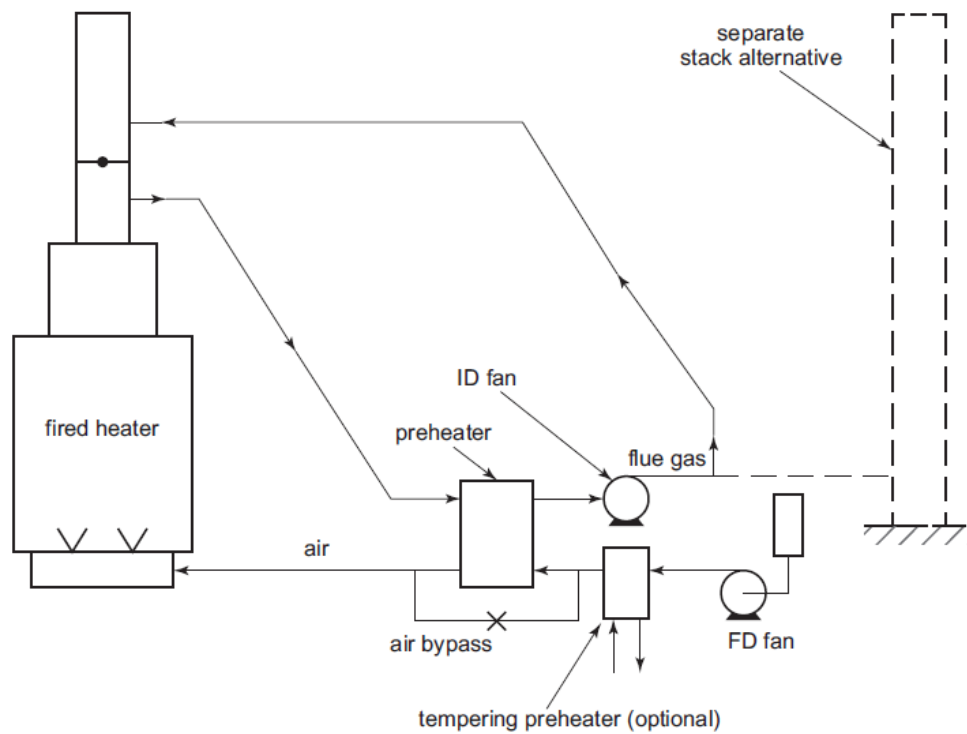 separate
stack alternative
ID fan
fired heater
preheater
flue gas
air
air bypass
FD fan
tempering preheater (optional)